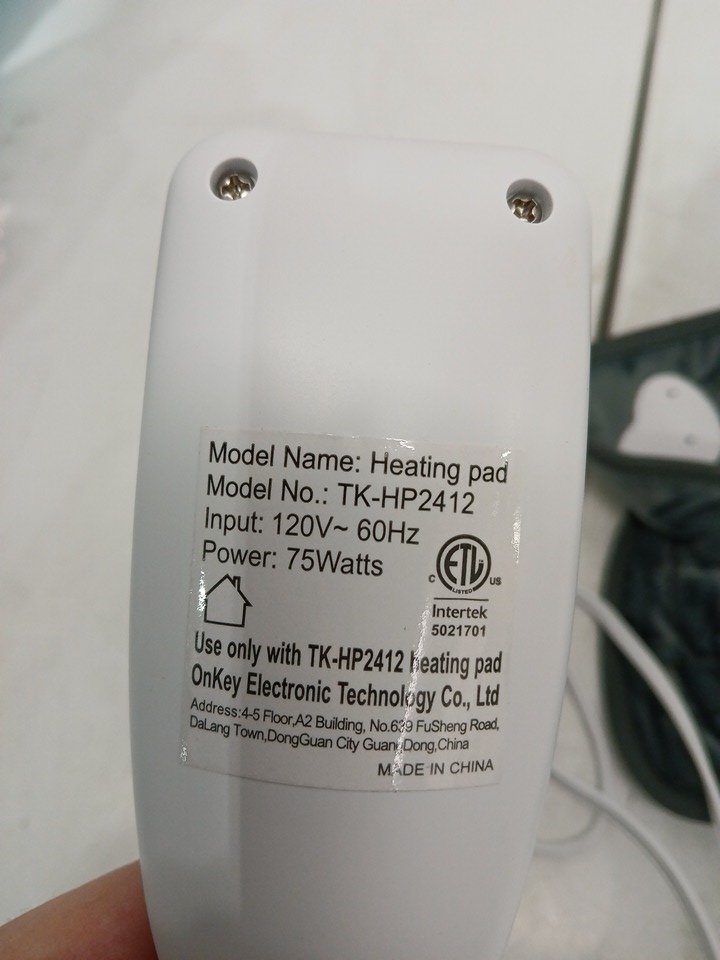 Model Name: Heating pad
Model No.: TK-HP2412
Input: 120V~ 60Hz
Power: 75Watts
C ETL US
LISTED
Intertek
5021701
Use only with TK-HP2412 heating pad
OnKey Electronic Technology Co., Ltd
Address:4-5 Floor,A2 Building, No.639 FuSheng Road,
DaLang Town,DongGuan City GuangDong,China
MADE IN CHINA